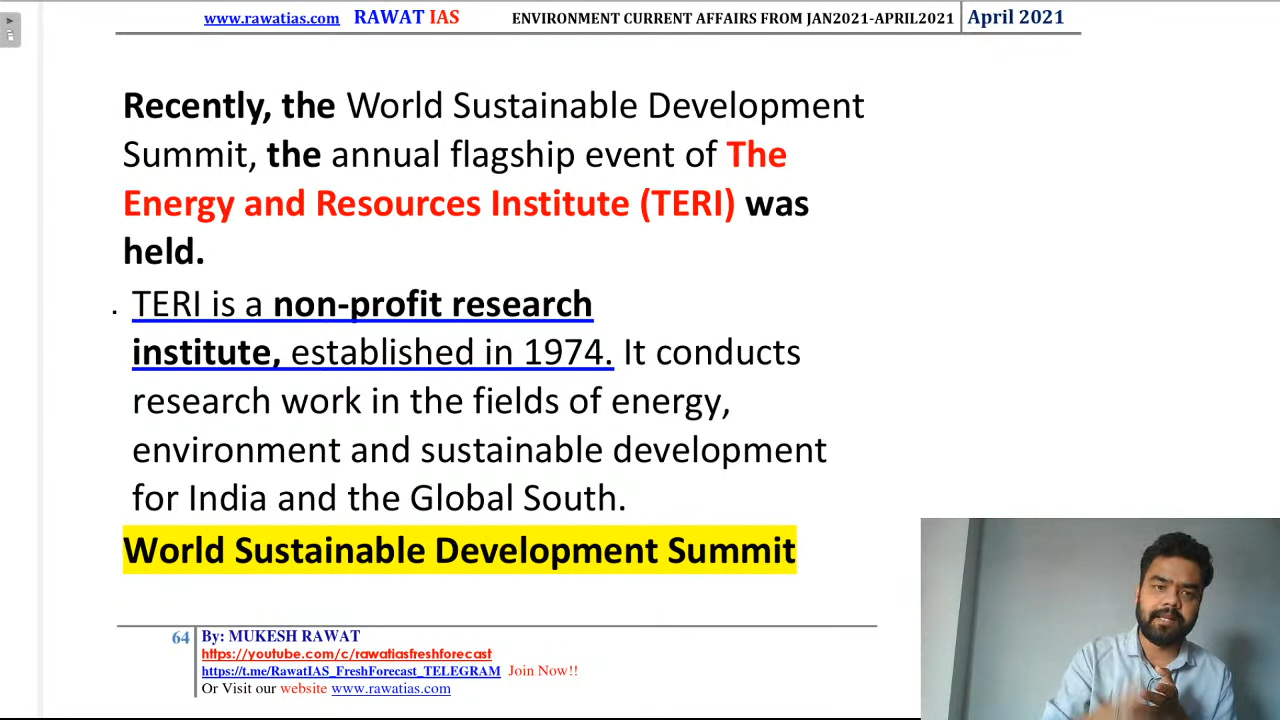 www.rawatias.com RAWAT IAS ENVIRONMENT CURRENT AFFAIRS FROM JAN2021-APRIL2021 April 2021
Recently, the World Sustainable Development
Summit, the annual flagship event of The
Energy and Resources Institute (TERI) was
held.
. TERI is a non-profit research
institute, established in 1974. It conducts
research work in the fields of energy,
environment and sustainable development
for India and the Global South.
World Sustainable Development Summit
64 By: MUKESH RAWAT
https://youtube.com/c/rawatiasfreshforecast
https://t.me/RawatIAS_FreshForecast_TELEGRAM Join Now!!
Or Visit our website www.rawatias.com